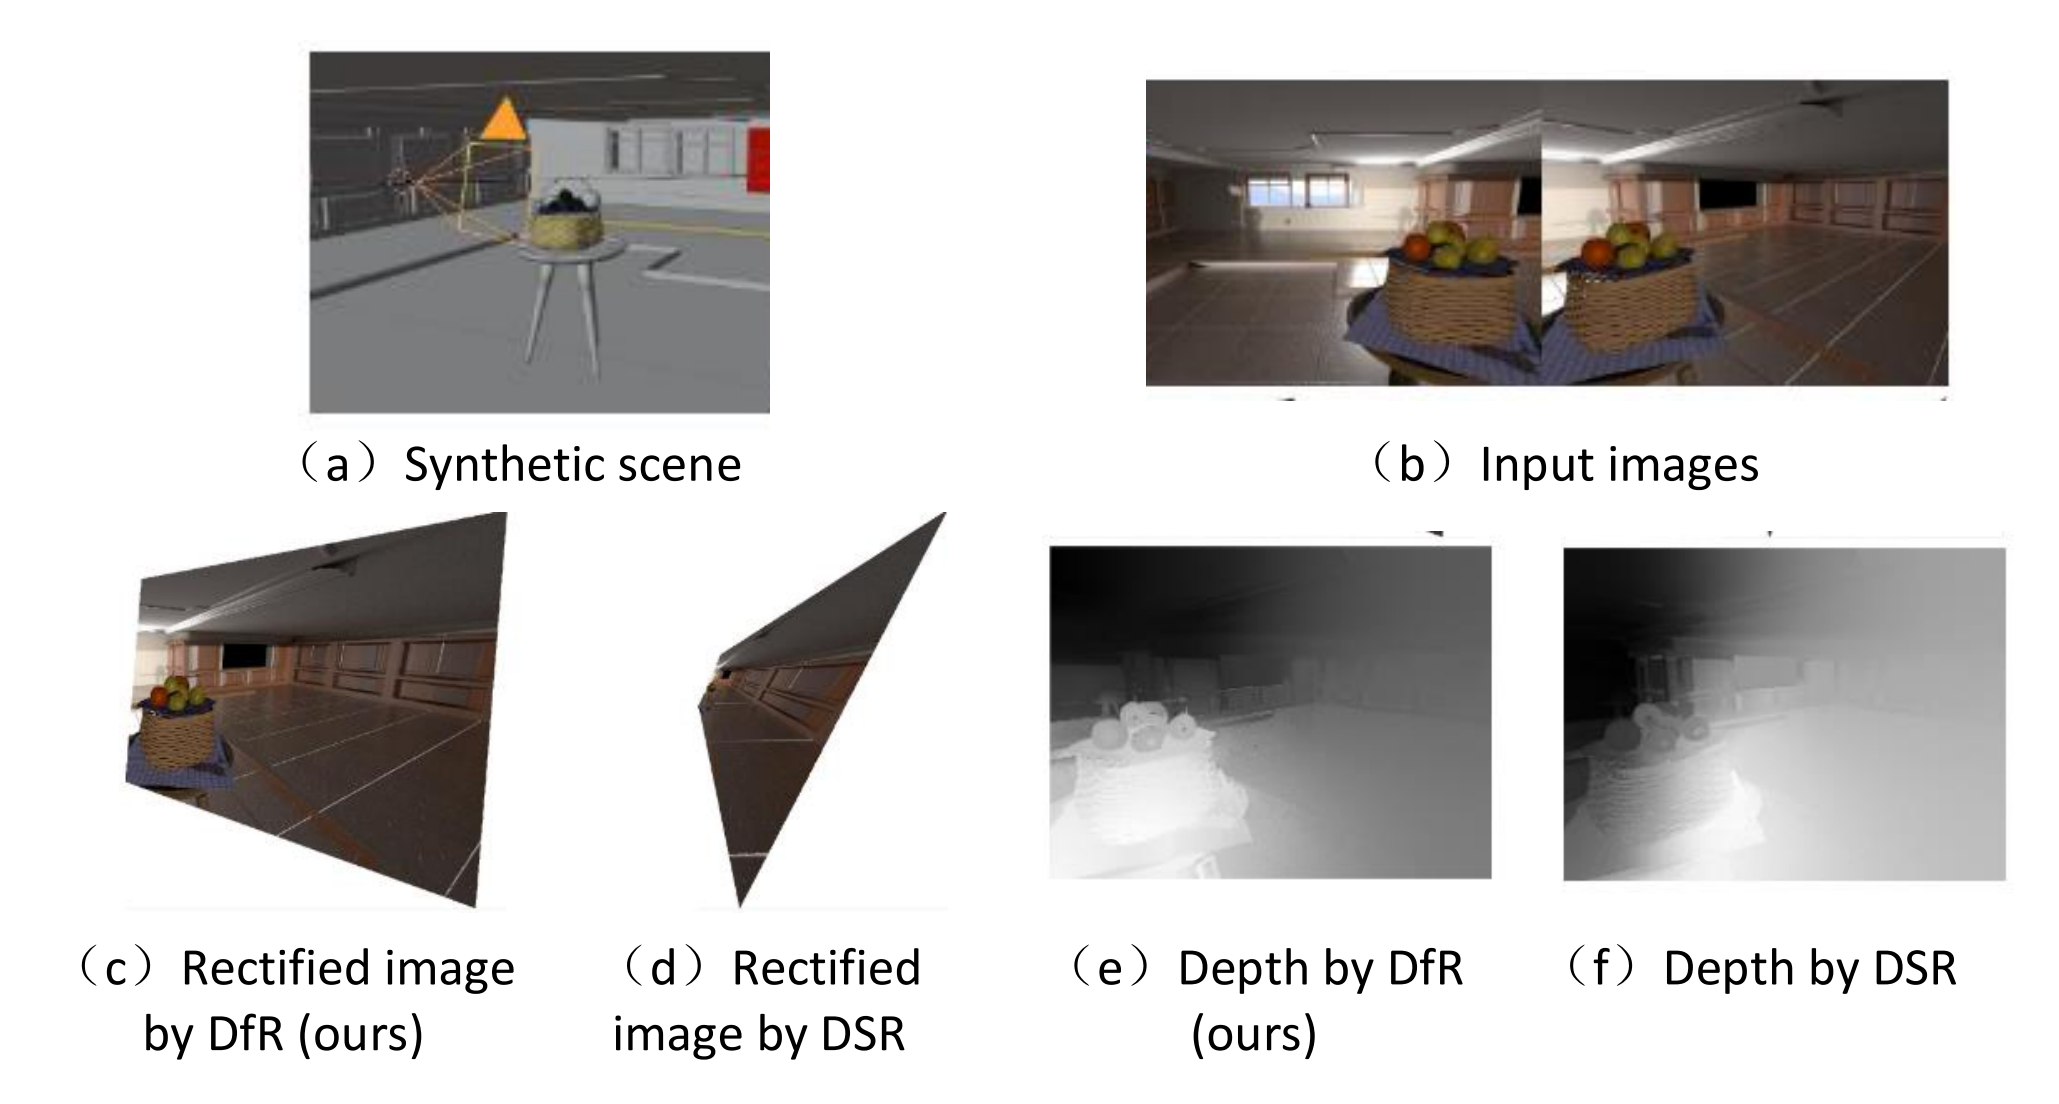 （a）Synthetic scene
（b）Input images
（c）Rectified image
by DfR (ours)
（d）Rectified
image by DSR
（e）Depth by DfR
(ours)
（f）Depth by DSR